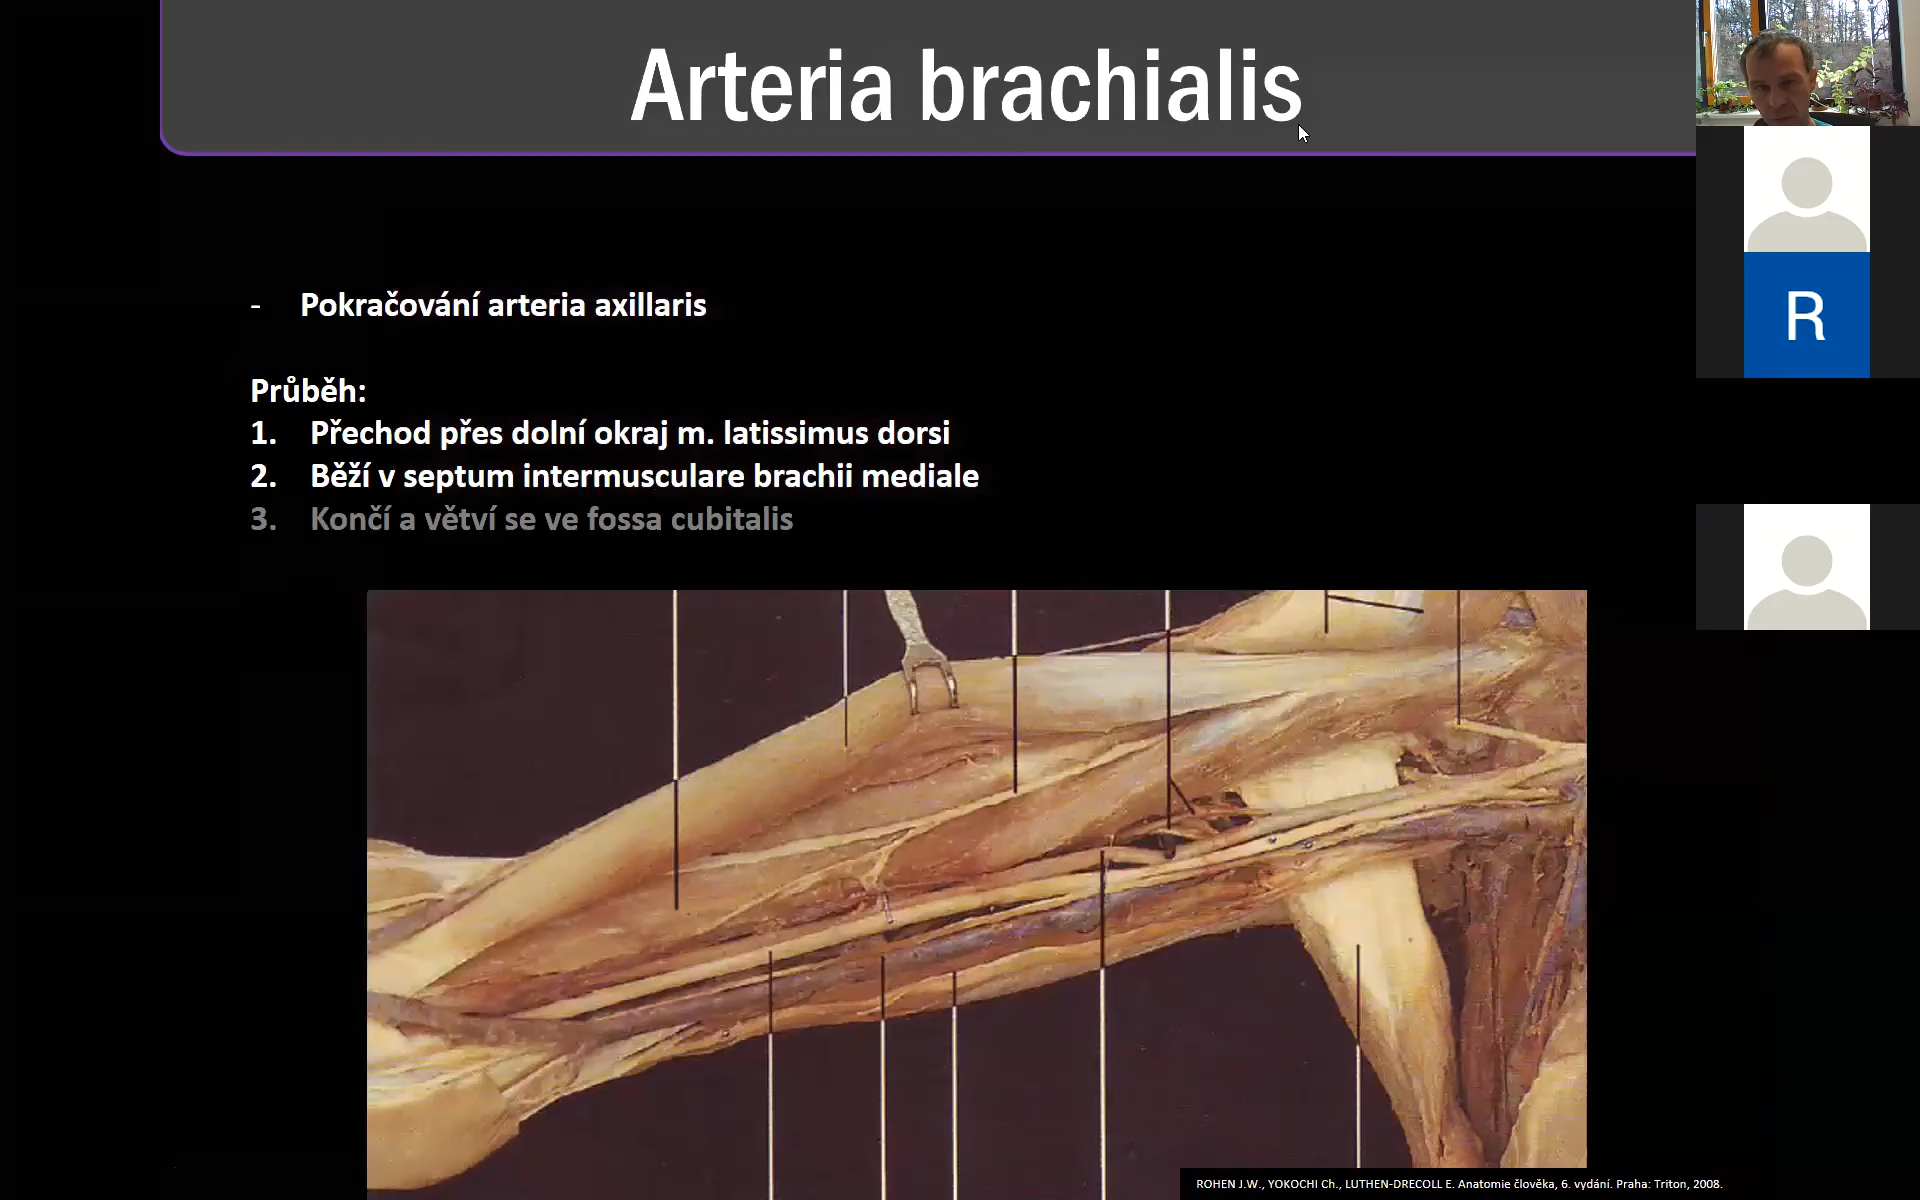 Arteria brachialis
- Pokračování arteria axillaris
Průběh:
1. Přechod přes dolní okraj m. latissimus dorsi
2. Běží v septum intermusculare brachii mediale
3. Končí a větví se ve fossa cubitalis
R
ROHEN J.W., YOKOCHI Ch., LUTHEN-DRECOLL E. Anatomie člověka, 6. vydání. Praha: Triton, 2008.